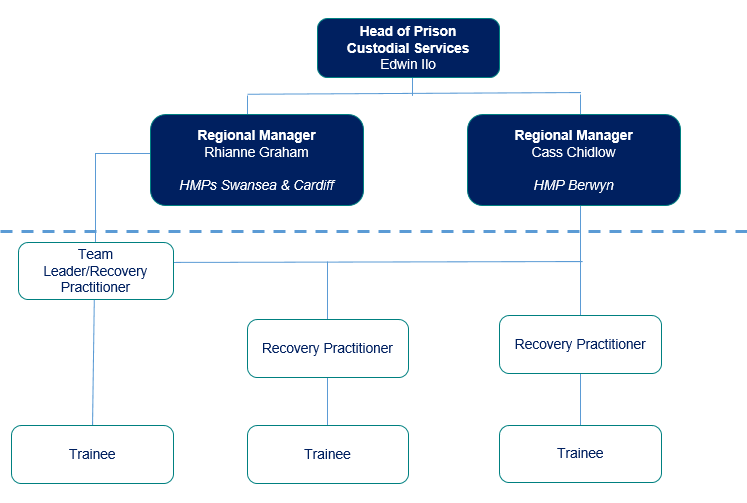 Head of Prison
Custodial Services
Edwin Ilo
Regional Manager
Rhianne Graham
HMPs Swansea & Cardiff
Regional Manager
Cass Chidlow
HMP Berwyn
Team
Leader/Recovery
Practitioner
Recovery Practitioner
Recovery Practitioner
Trainee
Trainee
Trainee